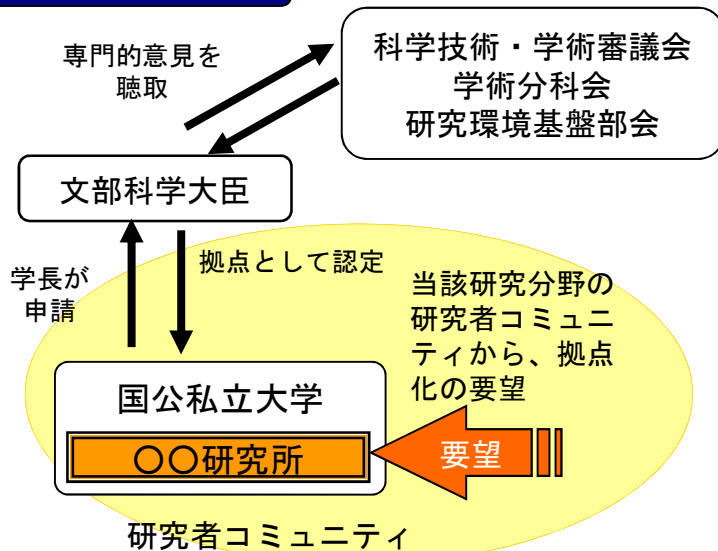 専門的意見を
聴取
科学技術・学術審議会
学術分科会
研究環境基盤部会
文部科学大臣
学長が
申請
拠点として認定
当該研究分野の
研究者コミュニ
ティから、拠点
化の要望
国公私立大学
〇〇研究所
要望
研究者コミュニティ